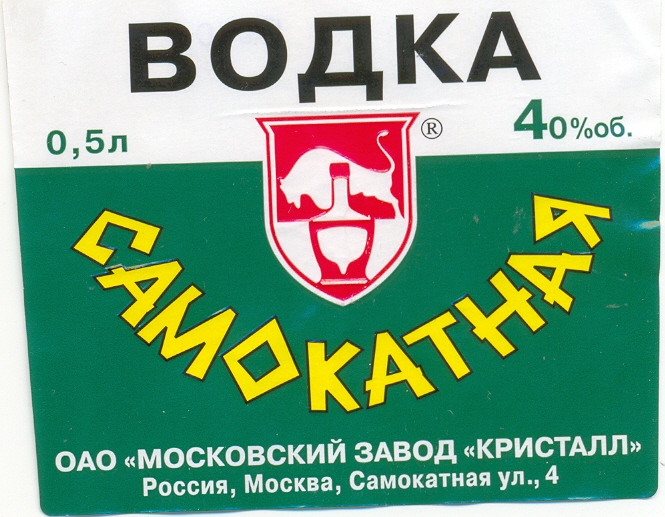 ВОДКА
0,5л
®
40%об.
САМОКАТНАЯ
ОАО «МОСКОВСКИЙ ЗАВОД «КРИСТАЛЛ»
Россия, Москва, Самокатная ул., 4